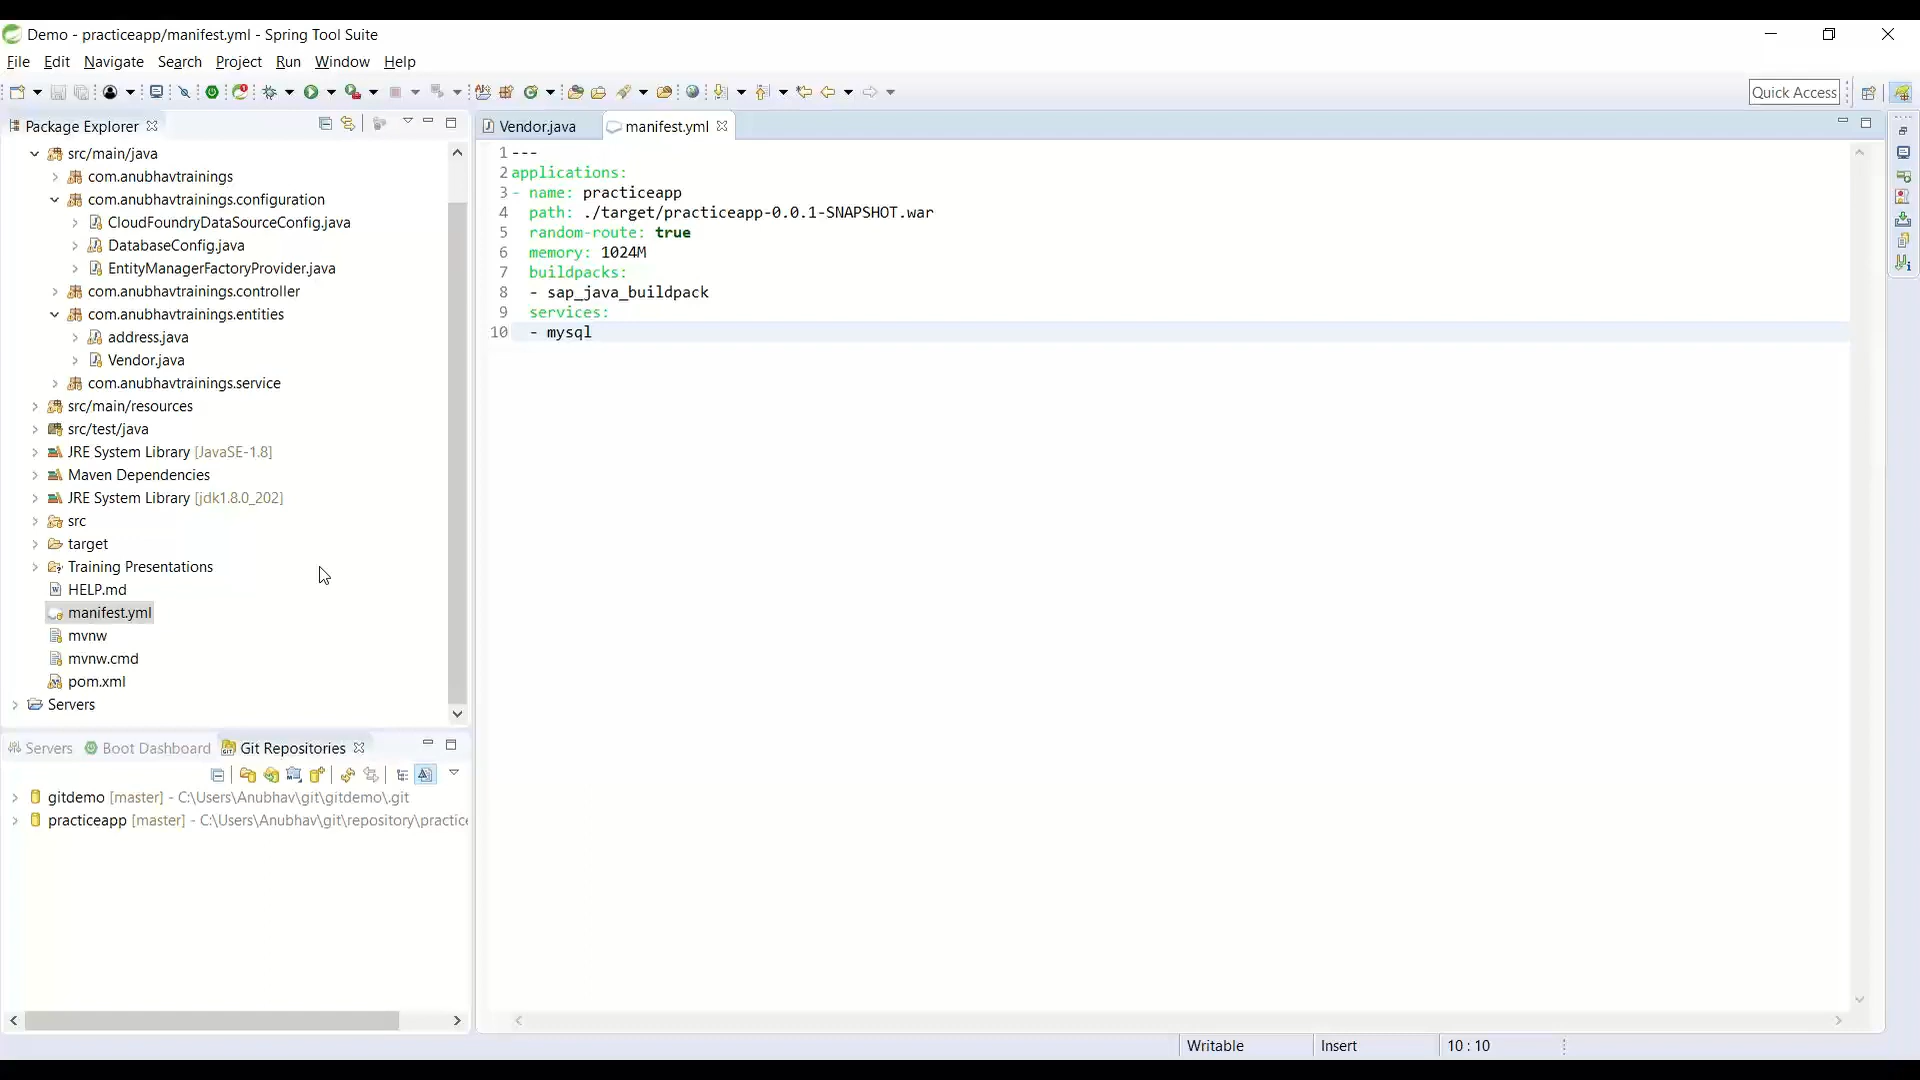 Demo - practiceapp/manifest.yml - Spring Tool Suite
File Edit Navigate Search Project Run Window Help
Quick Access
Package Explorer
src/main/java
com.anubhavtrainings
com.anubhavtrainings.configuration
CloudFoundryDataSourceConfig.java
DatabaseConfig.java
EntityManagerFactoryProvider.java
com.anubhavtrainings.controller
com.anubhavtrainings.entities
address.java
Vendor.java
com.anubhavtrainings.service
src/main/resources
src/test/java
JRE System Library [JavaSE-1.8]
Maven Dependencies
JRE System Library [jdk1.8.0_202]
src
target
Training Presentations
HELP.md
manifest.yml
mvnw
mvnw.cmd
pom.xml
Servers
Servers Boot Dashboard Git Repositories
gitdemo [master] - C:\Users\Anubhav\git\gitdemo\.git
practiceapp [master] - C:\Users\Anubhav\git\repository\practice
Vendor.java manifest.yml
1 ---
2 applications:
3 - name: practiceapp
4 path: ./target/practiceapp-0.0.1-SNAPSHOT.war
5 random-route: true
6 memory: 1024M
7 buildpacks:
8 - sap_java_buildpack
9 services:
10 - mysql
Writable Insert 10 : 10